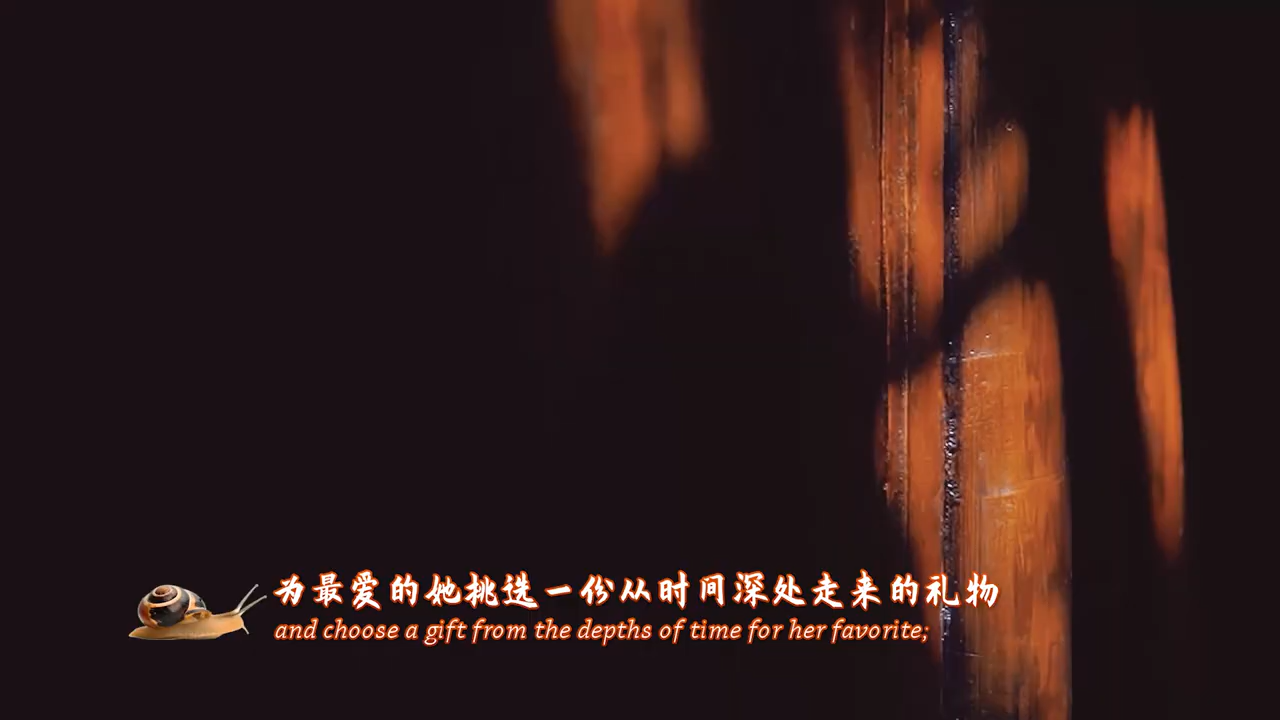 为最爱的她挑选一份从时间深处走来的礼物
and choose a gift from the depths of time for her favorite;